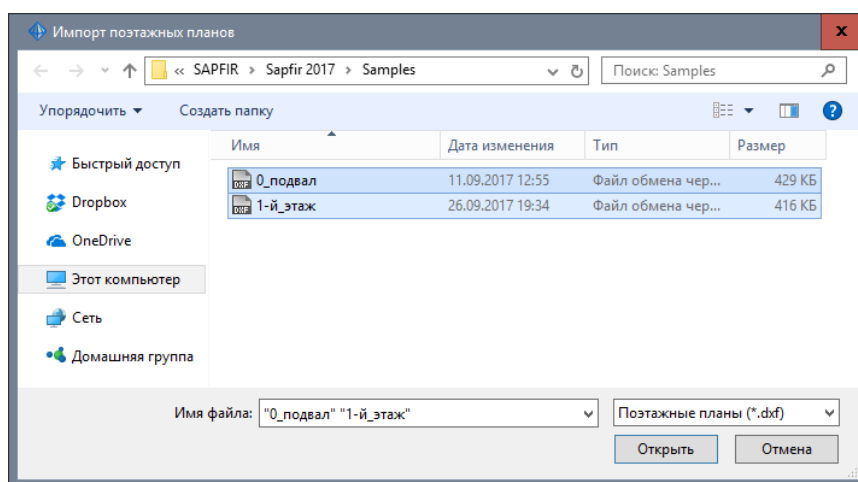 Импорт поэтажных планов
x
« SAPFIR > Sapfir 2017 > Samples
Поиск: Samples
Упорядочить
Создать папку
?
Имя
Дата изменения
Тип
Размер
Быстрый доступ
DXF 0_подвал 11.09.2017 12:55 Файл обмена чер... 429 КБ
Dropbox
DXF 1-й_этаж 26.09.2017 19:34 Файл обмена чер... 416 КБ
OneDrive
Этот компьютер
Сеть
Домашняя группа
Имя файла: "0_подвал" "1-й_этаж"
Поэтажные планы (*.dxf)
Открыть
Отмена